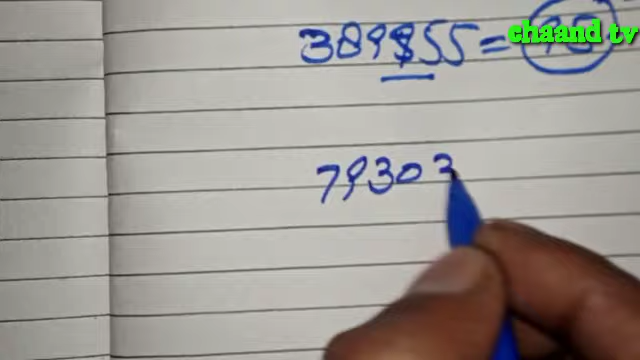 chaand tv
389855 =
79303